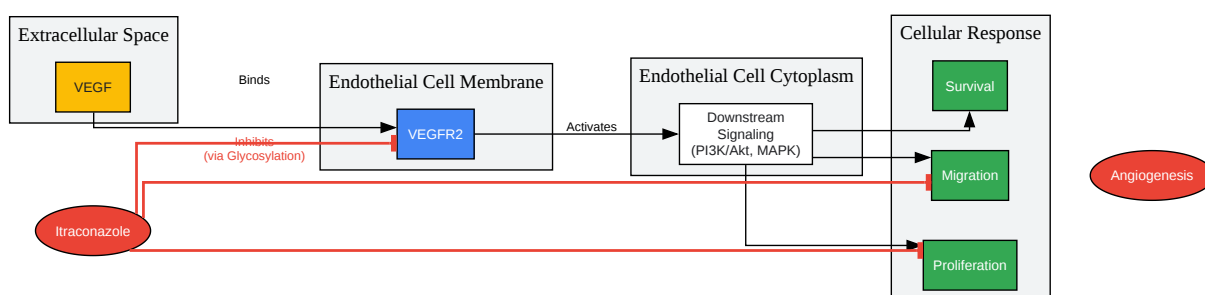 Extracellular Space
VEGF
Binds
Inhibits
(via Glycosylation)
Itraconazole
Endothelial Cell Membrane
VEGFR2
Activates
Endothelial Cell Cytoplasm
Downstream
Signaling
(PI3K/Akt, MAPK)
Cellular Response
Survival
Migration
Proliferation
Angiogenesis